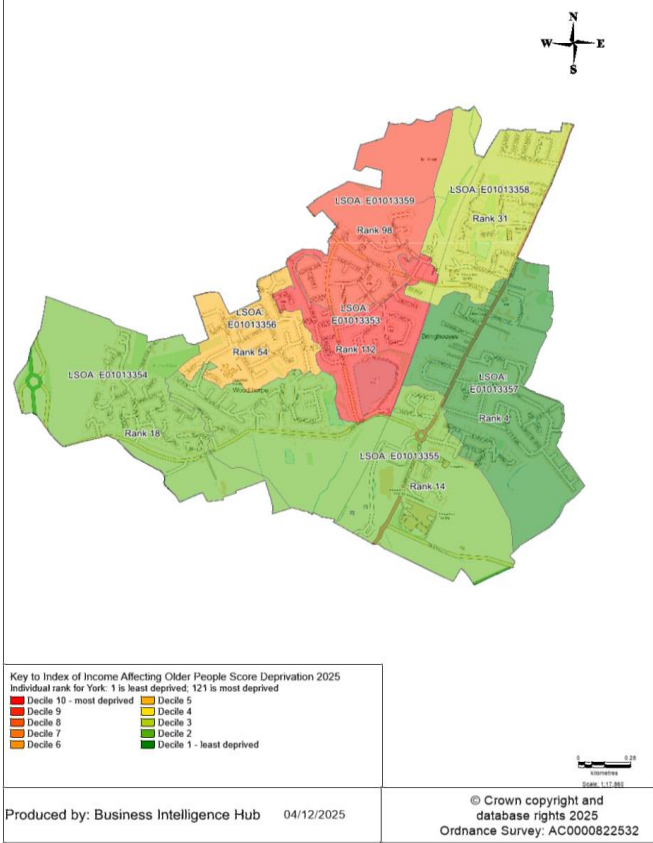 N
W E
S
LSOA: E01013359
Rank 98
LSOA: E01013358
Rank 31
LSOA:
E01013356
Rank 54
LSOA:
E01013353
Rank 112
Dringhouses
LSOA:
E01013357
Rank 4
LSOA: E01013354
Rank 18
Woodthorpe
LSOA: E01013355
Rank 14
Key to Index of Income Affecting Older People Score Deprivation 2025
Individual rank for York: 1 is least deprived; 121 is most deprived
Decile 10 - most deprived
Decile 9
Decile 8
Decile 7
Decile 6
Decile 5
Decile 4
Decile 3
Decile 2
Decile 1 - least deprived
0 0.28
kilometres
Scale: 1:17,860
Produced by: Business Intelligence Hub 04/12/2025
© Crown copyright and
database rights 2025
Ordnance Survey: AC0000822532